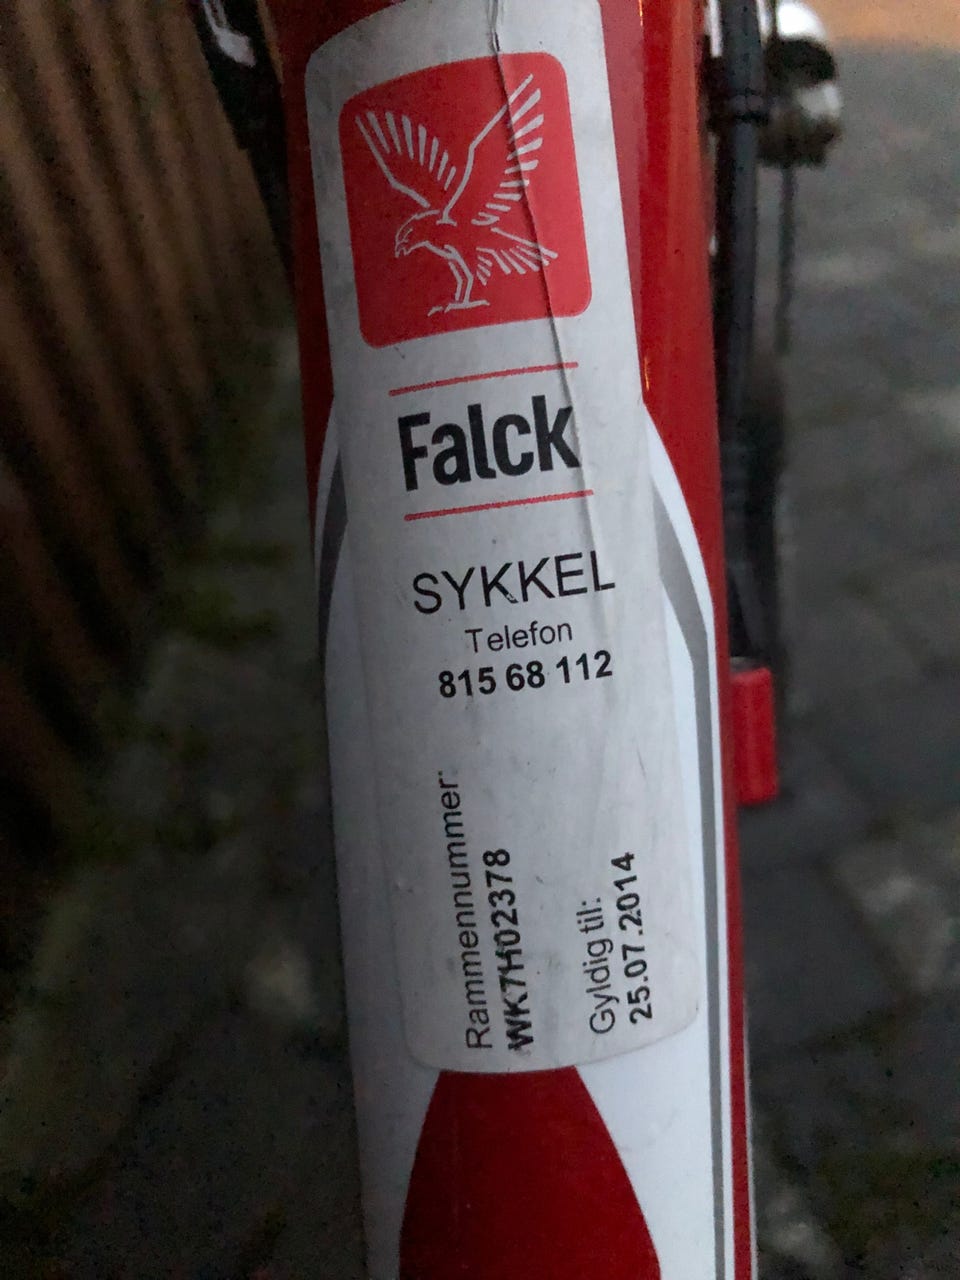 Falck
SYKKEL
Telefon
815 68 112
Rammennummer:
WK7H02378
Gyldig til:
25.07.2014